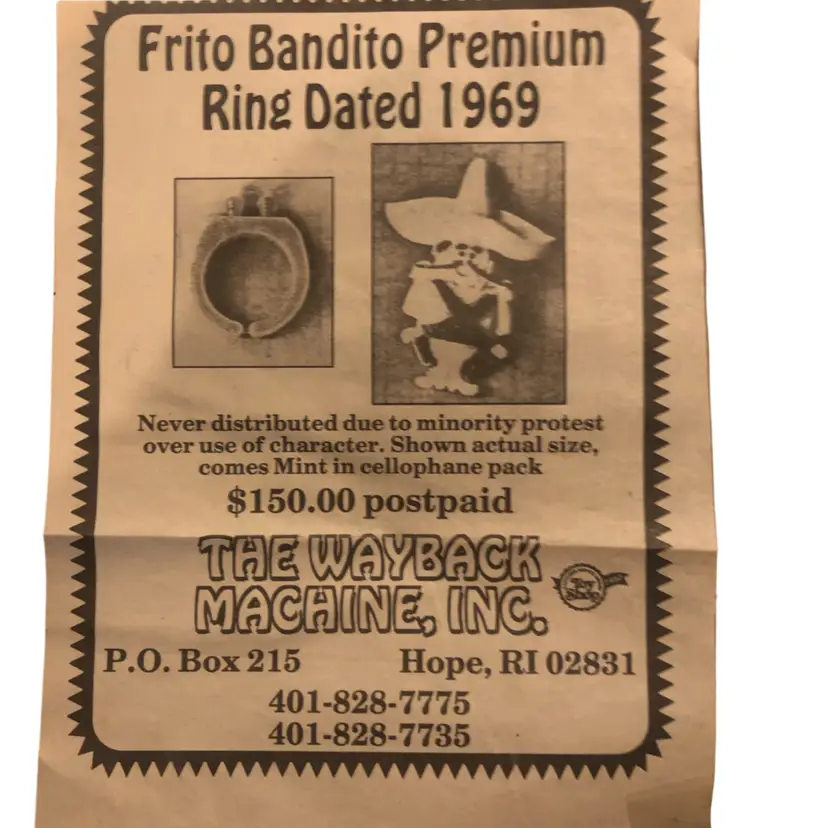 Frito Bandito Premium
Ring Dated 1969
Never distributed due to minority protest
over use of character. Shown actual size,
comes Mint in cellophane pack
$150.00 postpaid
THE WAYBACK
MACHINE, INC.
Toy
Shop
P.O. Box 215 Hope, RI 02831
401-828-7775
401-828-7735